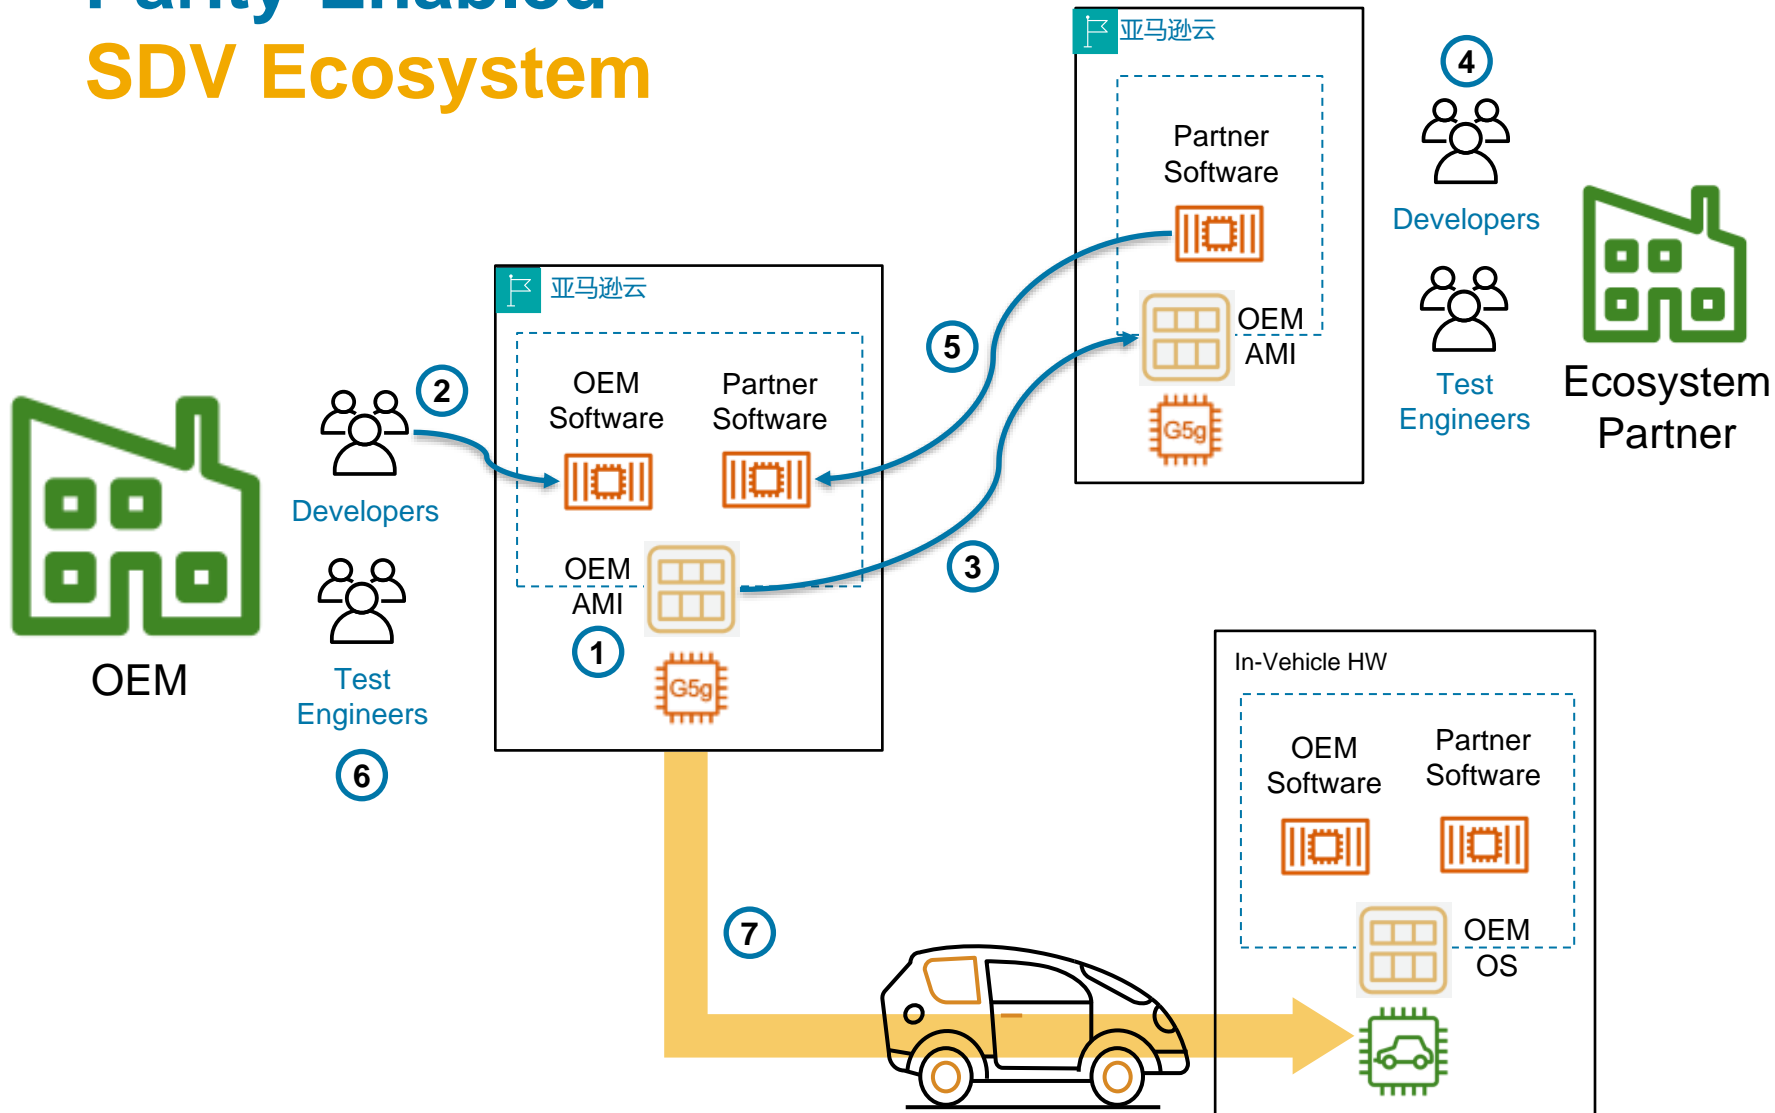 Parity-Enabled
SDV Ecosystem
亚马逊云
4
Partner
Software
Developers
OEM
AMI
G5g
Test
Engineers
Ecosystem
Partner
亚马逊云
2
5
OEM
Software
Partner
Software
Developers
OEM
AMI
3
1
G5g
OEM
Test
Engineers
6
In-Vehicle HW
OEM
Software
Partner
Software
7
OEM
OS